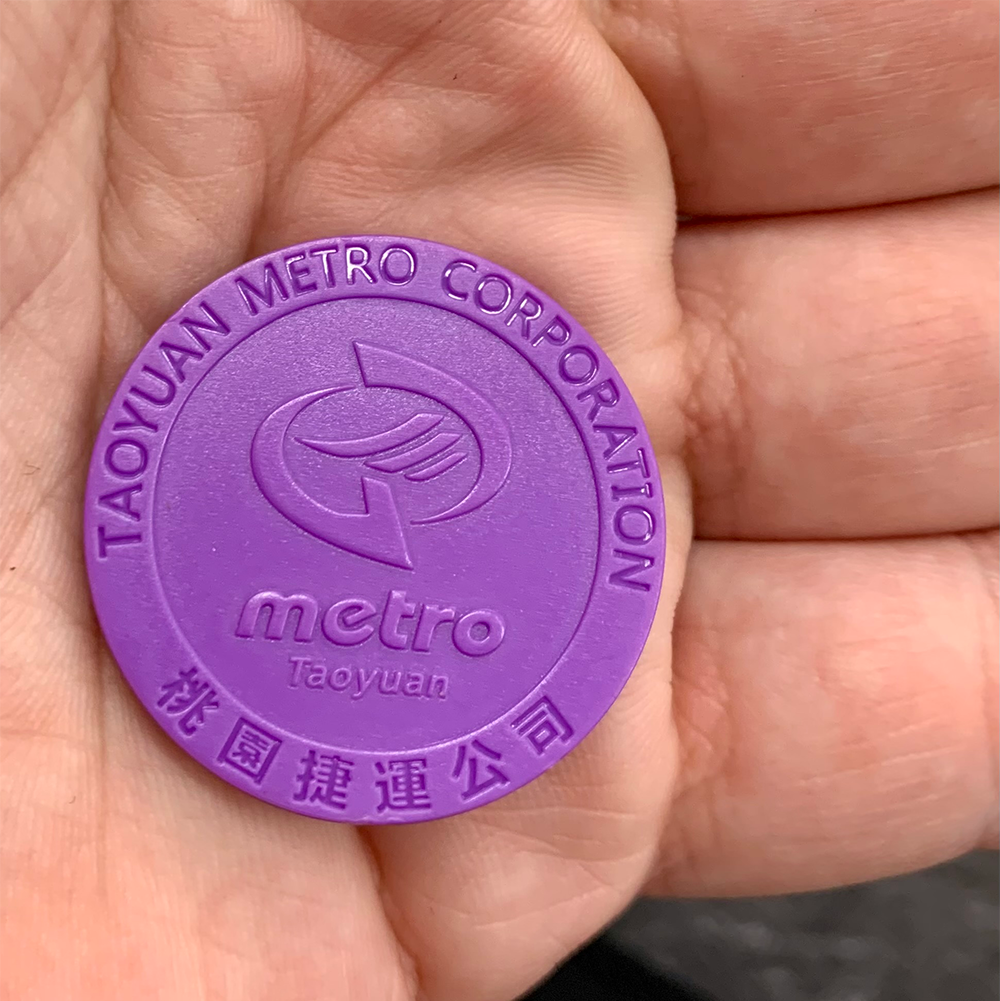 TAOYUAN METRO CORPORATION
metro
Taoyuan
桃園捷運公司